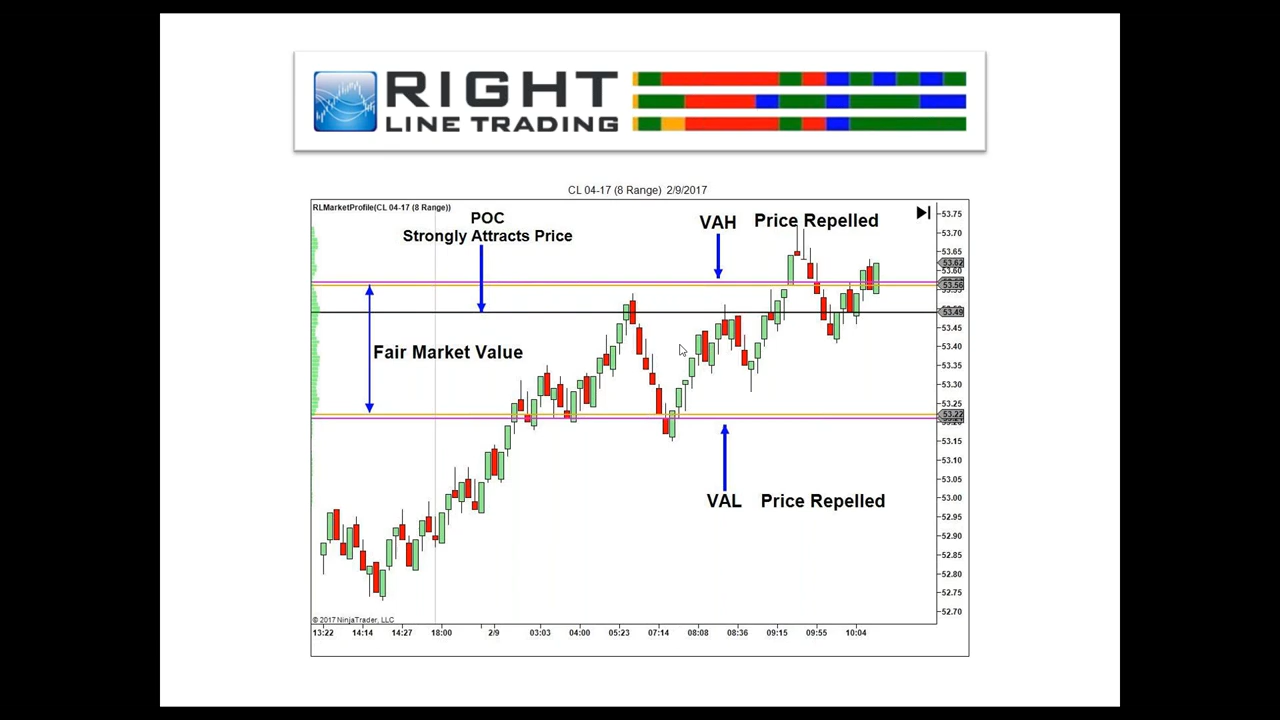 RIGHT
LINE TRADING
CL 04-17 (8 Range) 2/9/2017
RLMarketProfile(CL 04-17 (8 Range))
POC
Strongly Attracts Price
VAH
Price Repelled
Fair Market Value
VAL
Price Repelled
53.75
53.70
53.65
53.62
53.60
53.56
53.49
53.45
53.40
53.35
53.30
53.25
53.22
53.15
53.10
53.05
53.00
52.95
52.90
52.85
52.80
52.75
52.70
© 2017 NinjaTrader, LLC
13:22 14:14 14:27 18:00 2/9 03:03 04:00 05:23 07:14 08:08 08:36 09:15 09:55 10:04